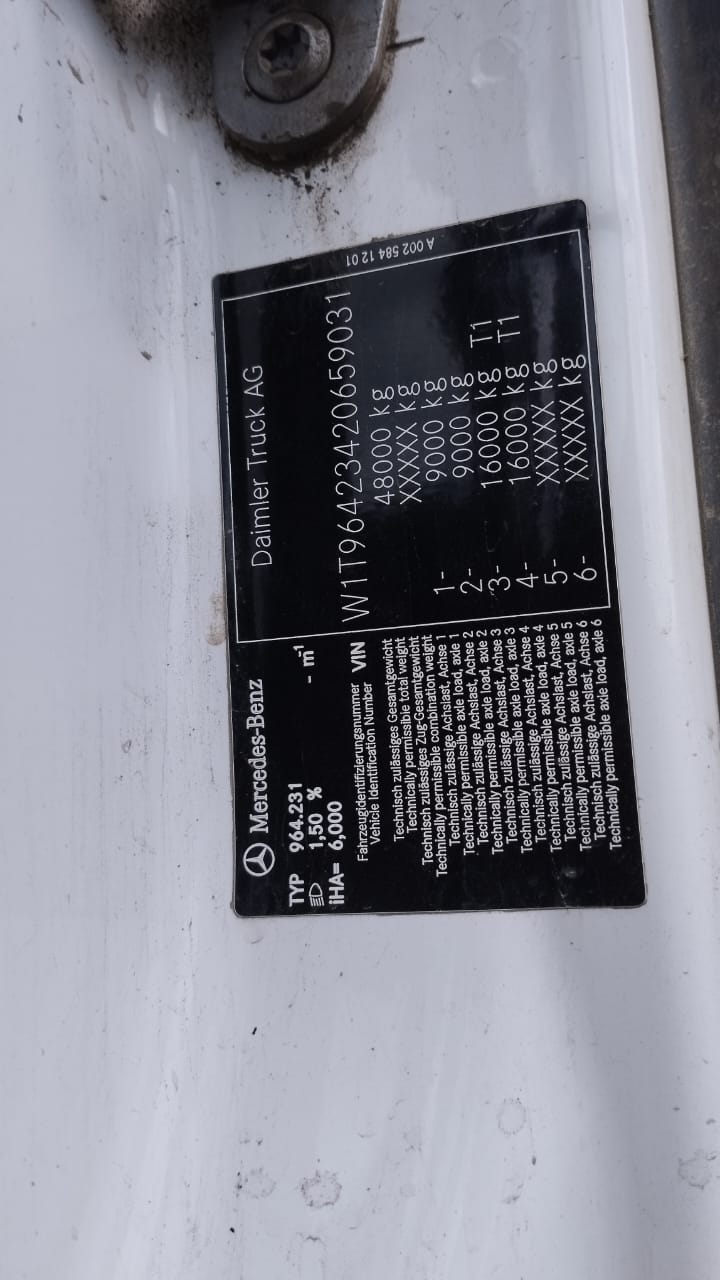 Mercedes-Benz
Daimler Truck AG
TYP 964.231
1,50 % - m⁻¹
iHA= 6,000
Fahrzeugidentifizierungsnummer
Vehicle Identification Number VIN W1T96423420659031
Technisch zulässiges Gesamtgewicht
Technically permissible total weight 48000 kg
Technisch zulässiges Zug-Gesamtgewicht
Technically permissible combination weight XXXXX kg
Technisch zulässige Achslast, Achse 1
Technically permissible axle load, axle 1 1- 9000 kg
Technisch zulässige Achslast, Achse 2
Technically permissible axle load, axle 2 2- 9000 kg
Technisch zulässige Achslast, Achse 3
Technically permissible axle load, axle 3 3- 16000 kg T1
Technisch zulässige Achslast, Achse 4
Technically permissible axle load, axle 4 4- 16000 kg T1
Technisch zulässige Achslast, Achse 5
Technically permissible axle load, axle 5 5- XXXXX kg
Technisch zulässige Achslast, Achse 6
Technically permissible axle load, axle 6 6- XXXXX kg
A 002 584 12 01